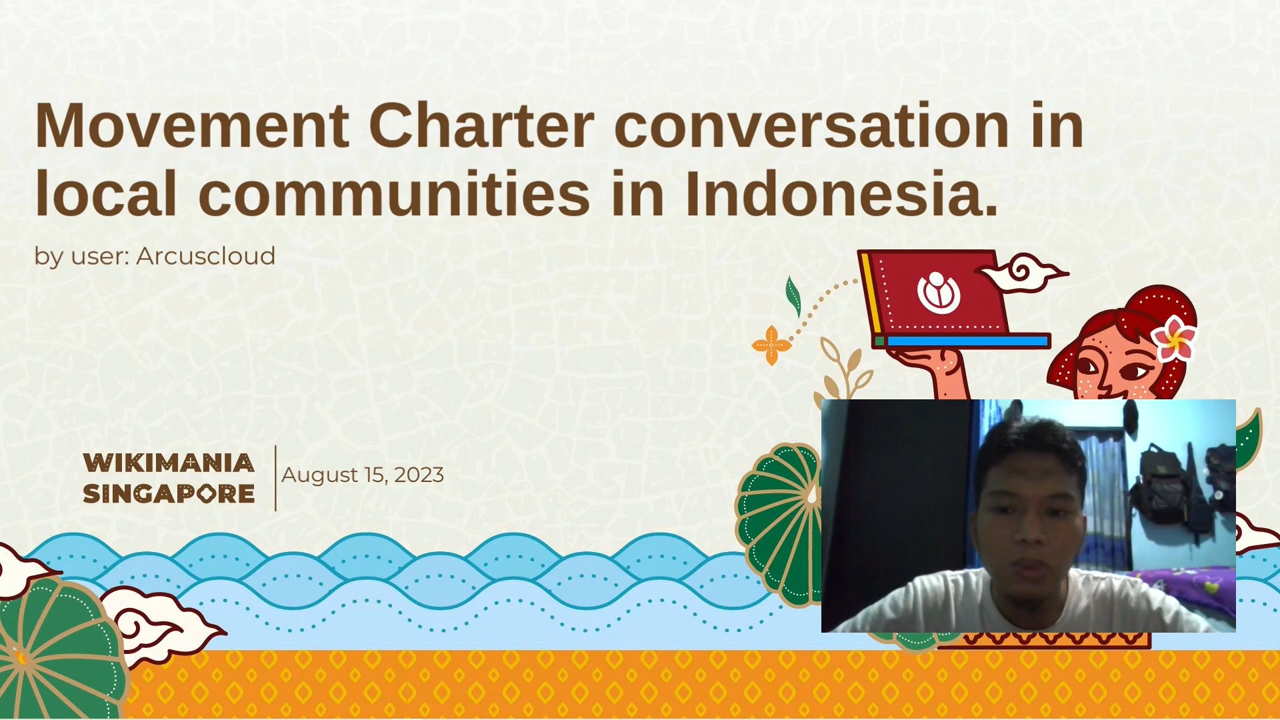 Movement Charter conversation in
local communities in Indonesia.
by user: Arcuscloud
WIKIMANIA
SINGAPORE
August 15, 2023